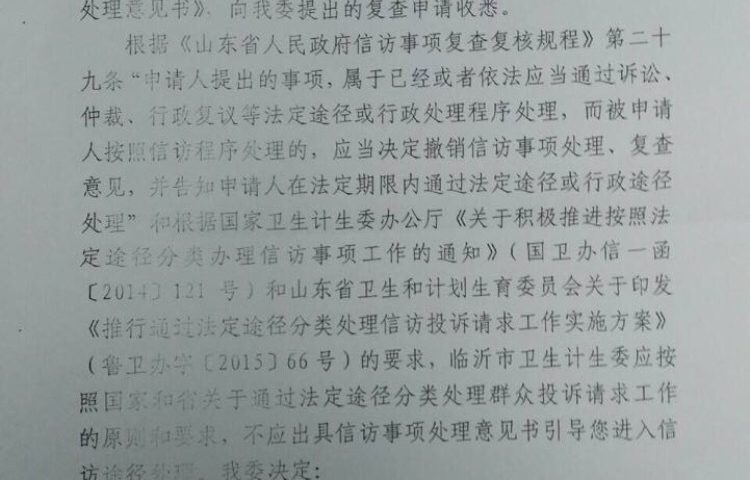 处理意见书》，向我委提出的复查申请收悉。
根据《山东省人民政府信访事项复查复核规程》第二十
九条“申请人提出的事项，属于已经或者依法应当通过诉讼、
仲裁、行政复议等法定途径或行政处理程序处理，而被申请
人按照信访程序处理的，应当决定撤销信访事项处理、复查
意见，并告知申请人在法定期限内通过法定途径或行政途径
处理”和根据国家卫生计生委办公厅《关于积极推进按照法
定途径分类办理信访事项工作的通知》（国卫办信一函
〔2014〕121 号）和山东省卫生和计划生育委员会关于印发
《推行通过法定途径分类处理信访投诉请求工作实施方案》
（鲁卫办字〔2015〕66 号）的要求，临沂市卫生计生委应按
照国家和省关于通过法定途径分类处理群众投诉请求工作
的原则和要求，不应出具信访事项处理意见书引导您进入信
访途径处理。我委决定：